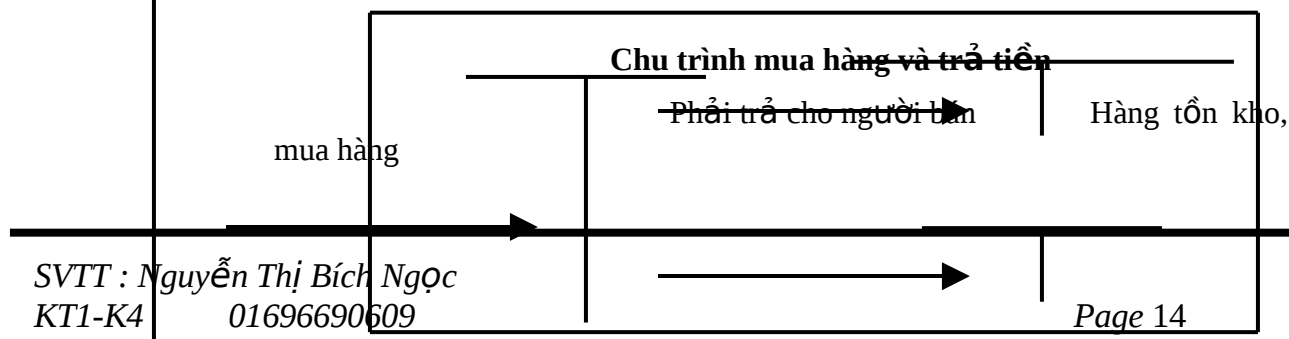 Chu trình mua hàng và trả tiền
Phải trả cho người bán Hàng tồn kho,
mua hàng
SVTT : Nguyễn Thị Bích Ngọc
KT1-K4 01696690609 Page 14